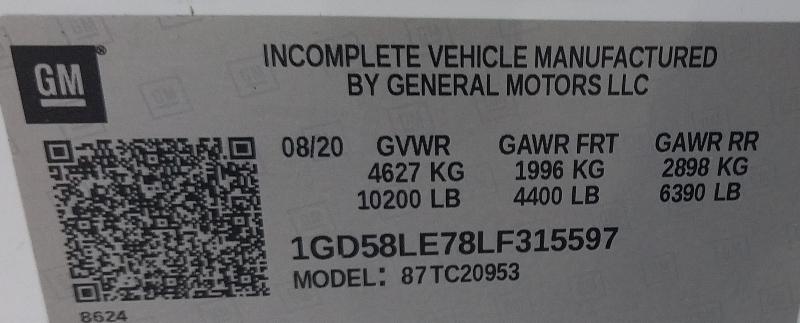 GM®
INCOMPLETE VEHICLE MANUFACTURED
BY GENERAL MOTORS LLC
08/20 GVWR GAWR FRT GAWR RR
4627 KG 1996 KG 2898 KG
10200 LB 4400 LB 6390 LB
1GD58LE78LF315597
MODEL: 87TC20953
8624